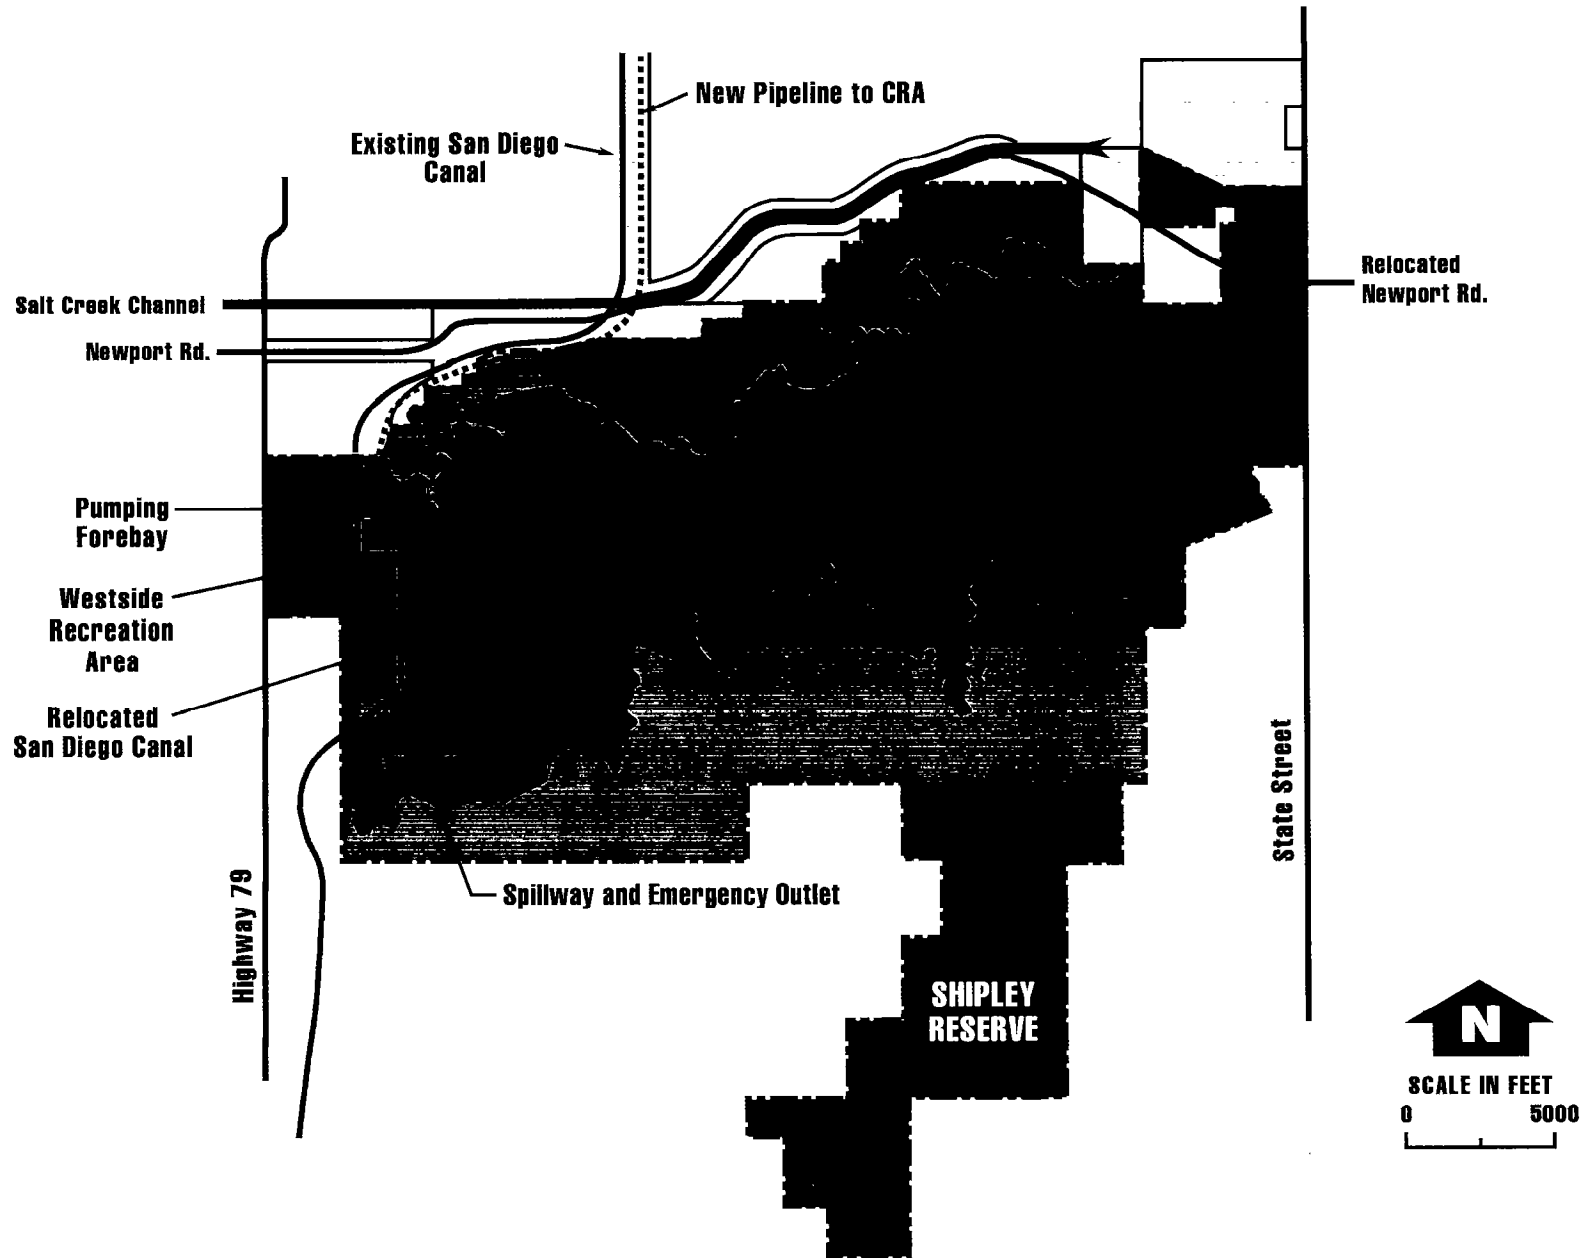 New Pipeline to CRA
Existing San Diego
Canal
Relocated
Newport Rd.
Salt Creek Channel
Newport Rd.
Pumping
Forebay
Westside
Recreation
Area
Relocated
San Diego Canal
State Street
Highway 79
Spillway and Emergency Outlet
SHIPLEY
RESERVE
N
SCALE IN FEET
0 5000